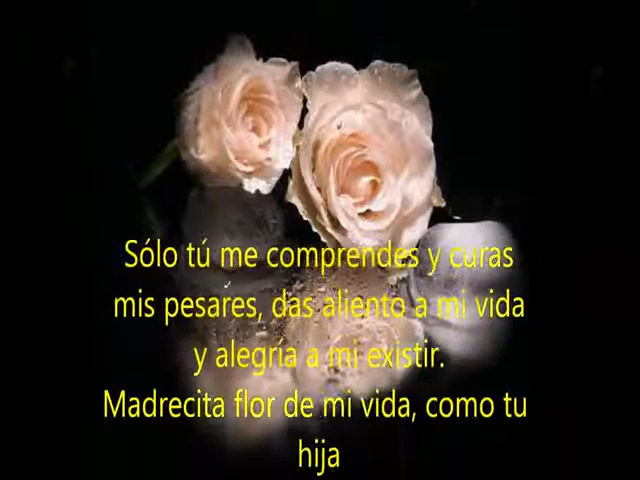 Sólo tú me comprendes y curas
mis pesares, das aliento a mi vida
y alegría a mi existir.
Madrecita flor de mi vida, como tu
hija